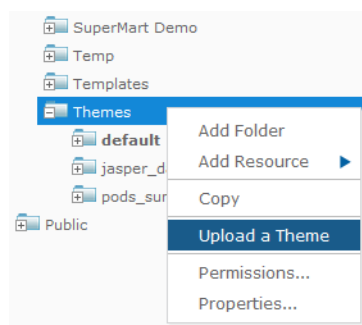 SuperMart Demo
Temp
Templates
Themes
default
jasper_d
pods_sur
Public
Add Folder
Add Resource
Copy
Upload a Theme
Permissions...
Properties...